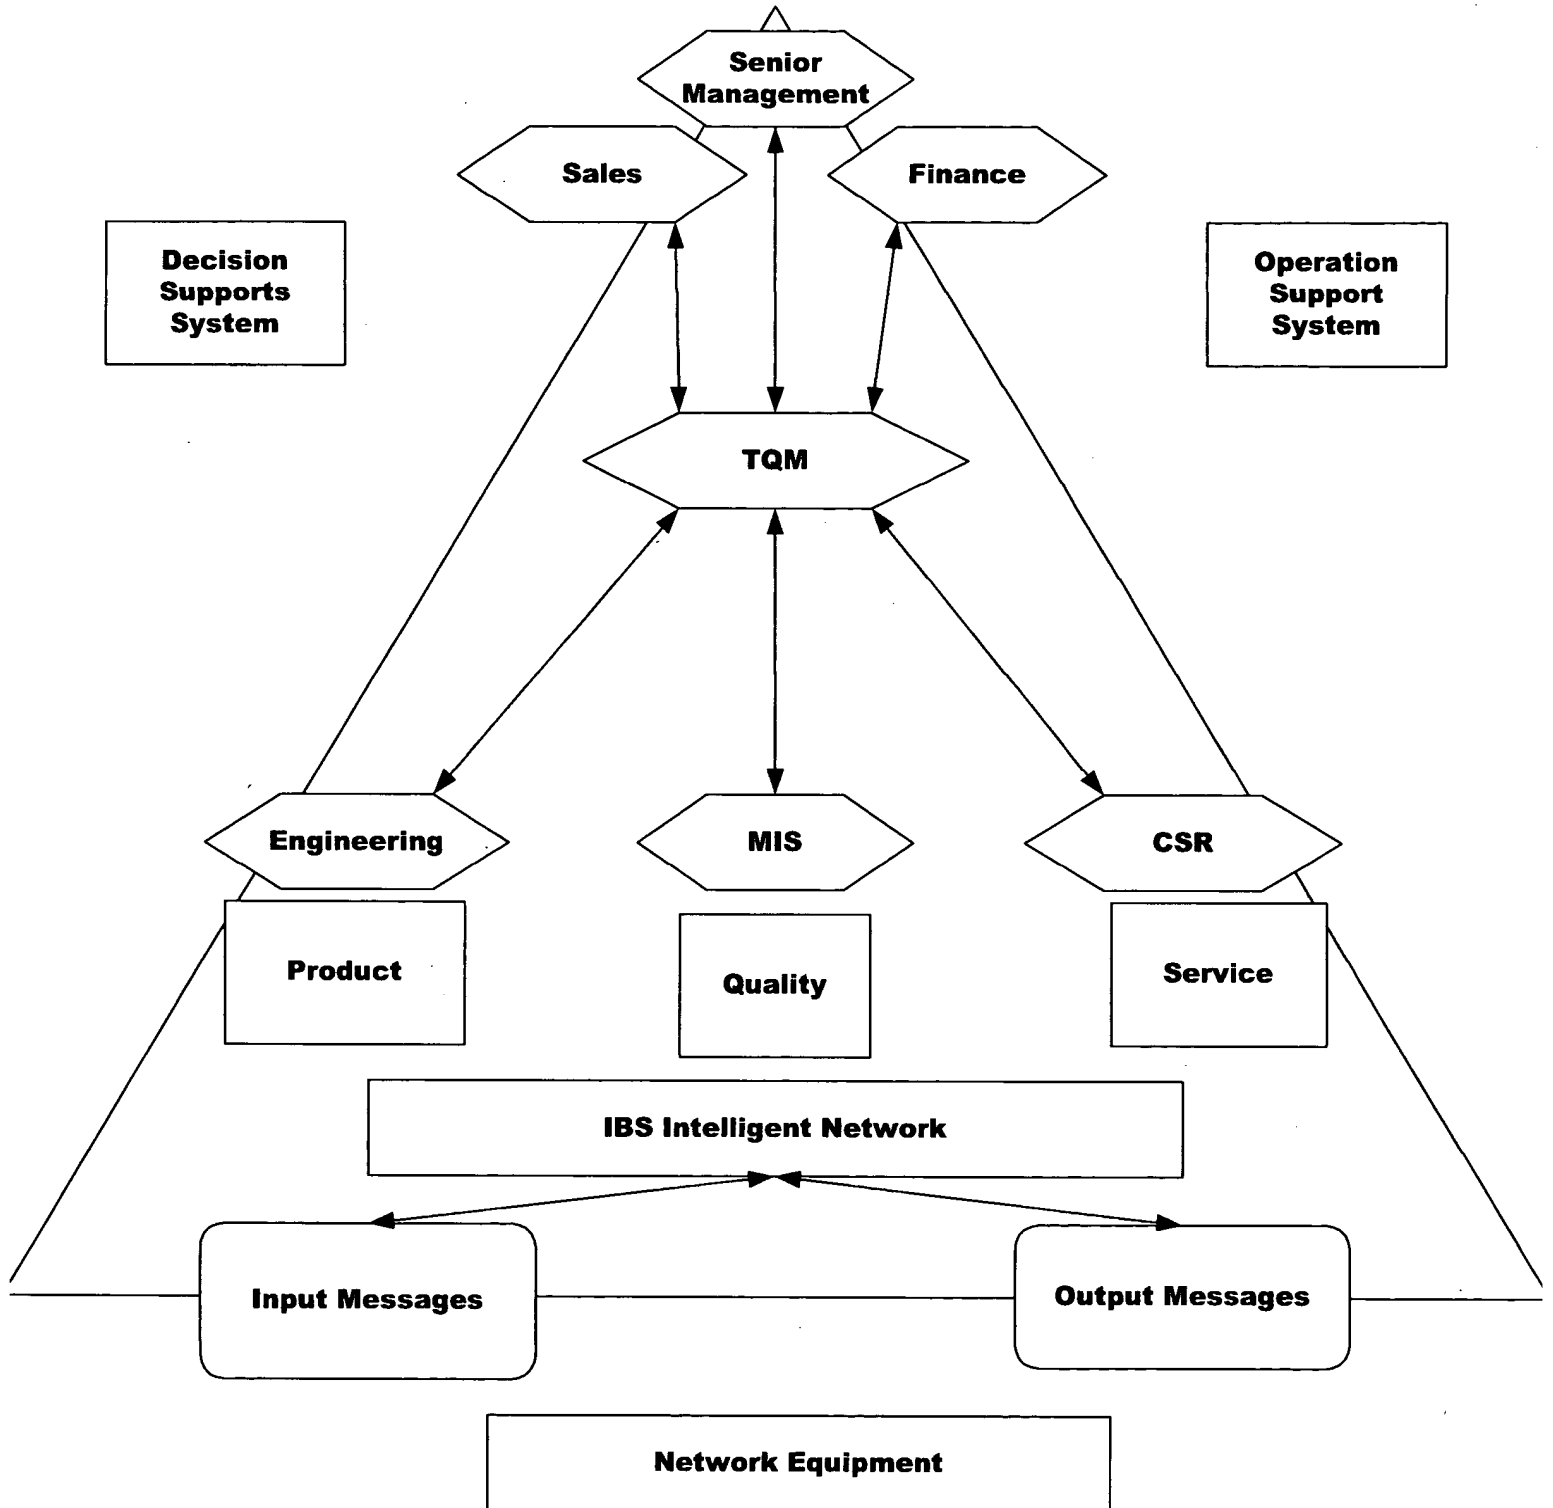 Senior
Management
Sales
Finance
Decision
Supports
System
Operation
Support
System
TQM
Engineering
MIS
CSR
Product
Quality
Service
IBS Intelligent Network
Input Messages
Output Messages
Network Equipment